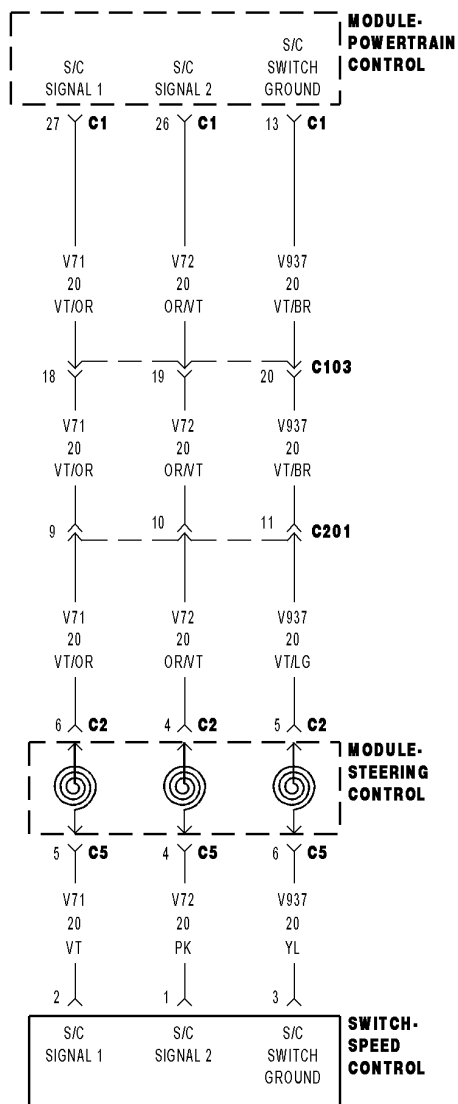 MODULE-
POWERTRAIN
CONTROL
S/C
SIGNAL 1
S/C
SIGNAL 2
S/C
SWITCH
GROUND
27 C1
26 C1
13 C1
V71
20
VT/OR
V72
20
OR/VT
V937
20
VT/BR
18
19
20
C103
V71
20
VT/OR
V72
20
OR/VT
V937
20
VT/BR
9
10
11
C201
V71
20
VT/OR
V72
20
OR/VT
V937
20
VT/LG
6 C2
4 C2
5 C2
MODULE-
STEERING
CONTROL
5 C5
4 C5
6 C5
V71
20
VT
V72
20
PK
V937
20
YL
2
1
3
S/C
SIGNAL 1
S/C
SIGNAL 2
S/C
SWITCH
GROUND
SWITCH-
SPEED
CONTROL